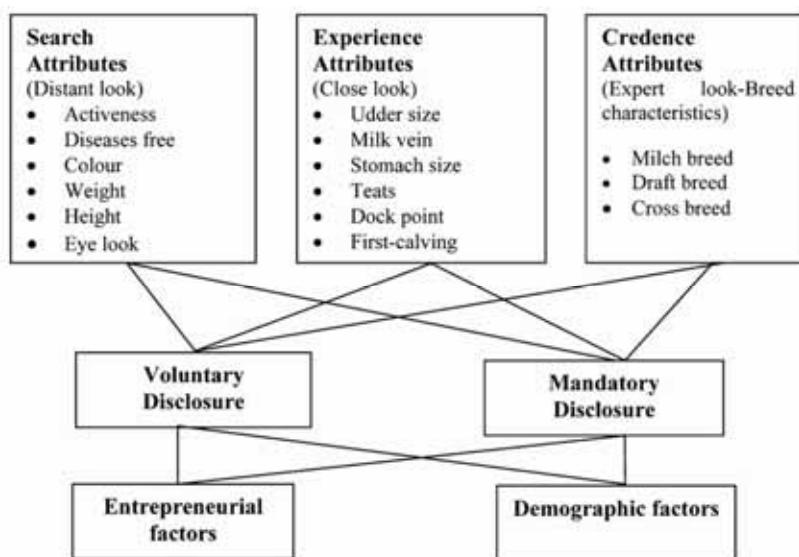 Search
Attributes
(Distant look)
• Activeness
• Diseases free
• Colour
• Weight
• Height
• Eye look
Experience
Attributes
(Close look)
• Udder size
• Milk vein
• Stomach size
• Teats
• Dock point
• First-calving
Credence
Attributes
(Expert look-Breed
characteristics)
• Milch breed
• Draft breed
• Cross breed
Voluntary
Disclosure
Mandatory
Disclosure
Entrepreneurial
factors
Demographic factors